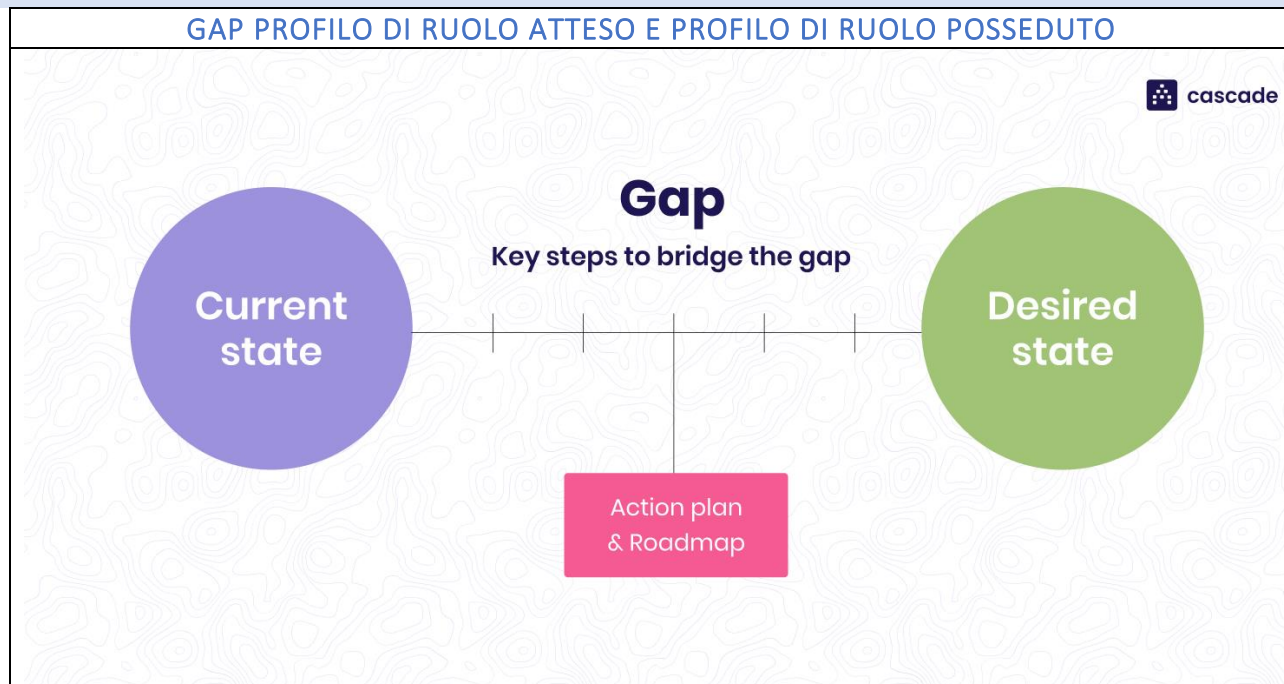 GAP PROFILO DI RUOLO ATTESO E PROFILO DI RUOLO POSSEDUTO
cascade
Gap
Key steps to bridge the gap
Current
state
Desired
state
Action plan
& Roadmap